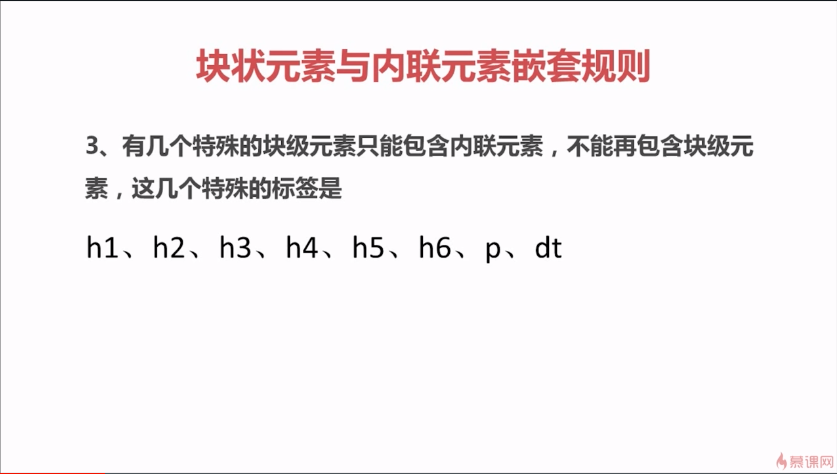 块状元素与内联元素嵌套规则
3、有几个特殊的块级元素只能包含内联元素，不能再包含块级元
素，这几个特殊的标签是
h1、h2、h3、h4、h5、h6、p、dt
慕课网